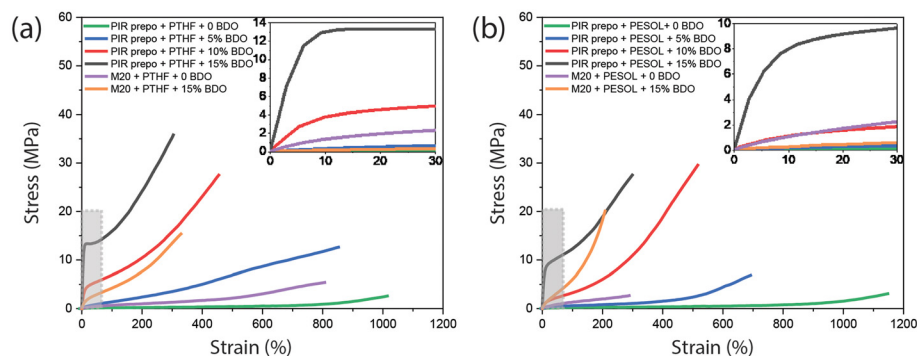 (a)
60
50
40
30
20
10
0
Stress (MPa)
PIR prepo + PTHF + 0 BDO
PIR prepo + PTHF + 5% BDO
PIR prepo + PTHF + 10% BDO
PIR prepo + PTHF + 15% BDO
M20 + PTHF + 0 BDO
M20 + PTHF + 15% BDO
14
12
10
8
6
4
2
0
0 10 20 30
0 200 400 600 800 1000 1200
Strain (%)
(b)
60
50
40
30
20
10
0
Stress (MPa)
PIR prepo + PESOL+ 0 BDO
PIR prepo + PESOL + 5% BDO
PIR prepo + PESOL + 10% BDO
PIR prepo + PESOL + 15% BDO
M20 + PESOL + 0 BDO
M20 + PESOL + 15% BDO
10
8
6
4
2
0
0 10 20 30
0 200 400 600 800 1000 1200
Strain (%)